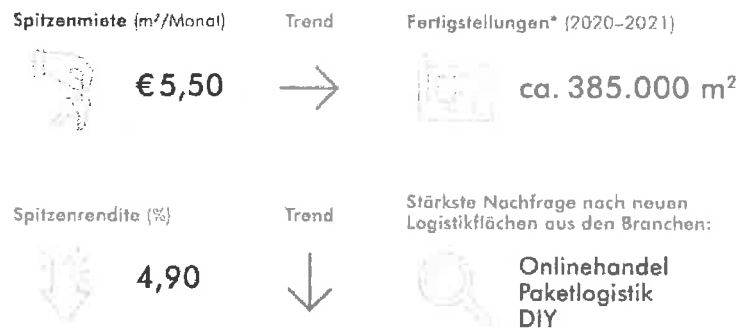 Spitzenmiete (m²/Monat)
Trend
€ 5,50
Fertigstellungen* (2020–2021)
ca. 385.000 m²
Spitzenrendite (%)
Trend
4,90
Stärkste Nachfrage nach neuen
Logistikflächen aus den Branchen:
Onlinehandel
Paketlogistik
DIY